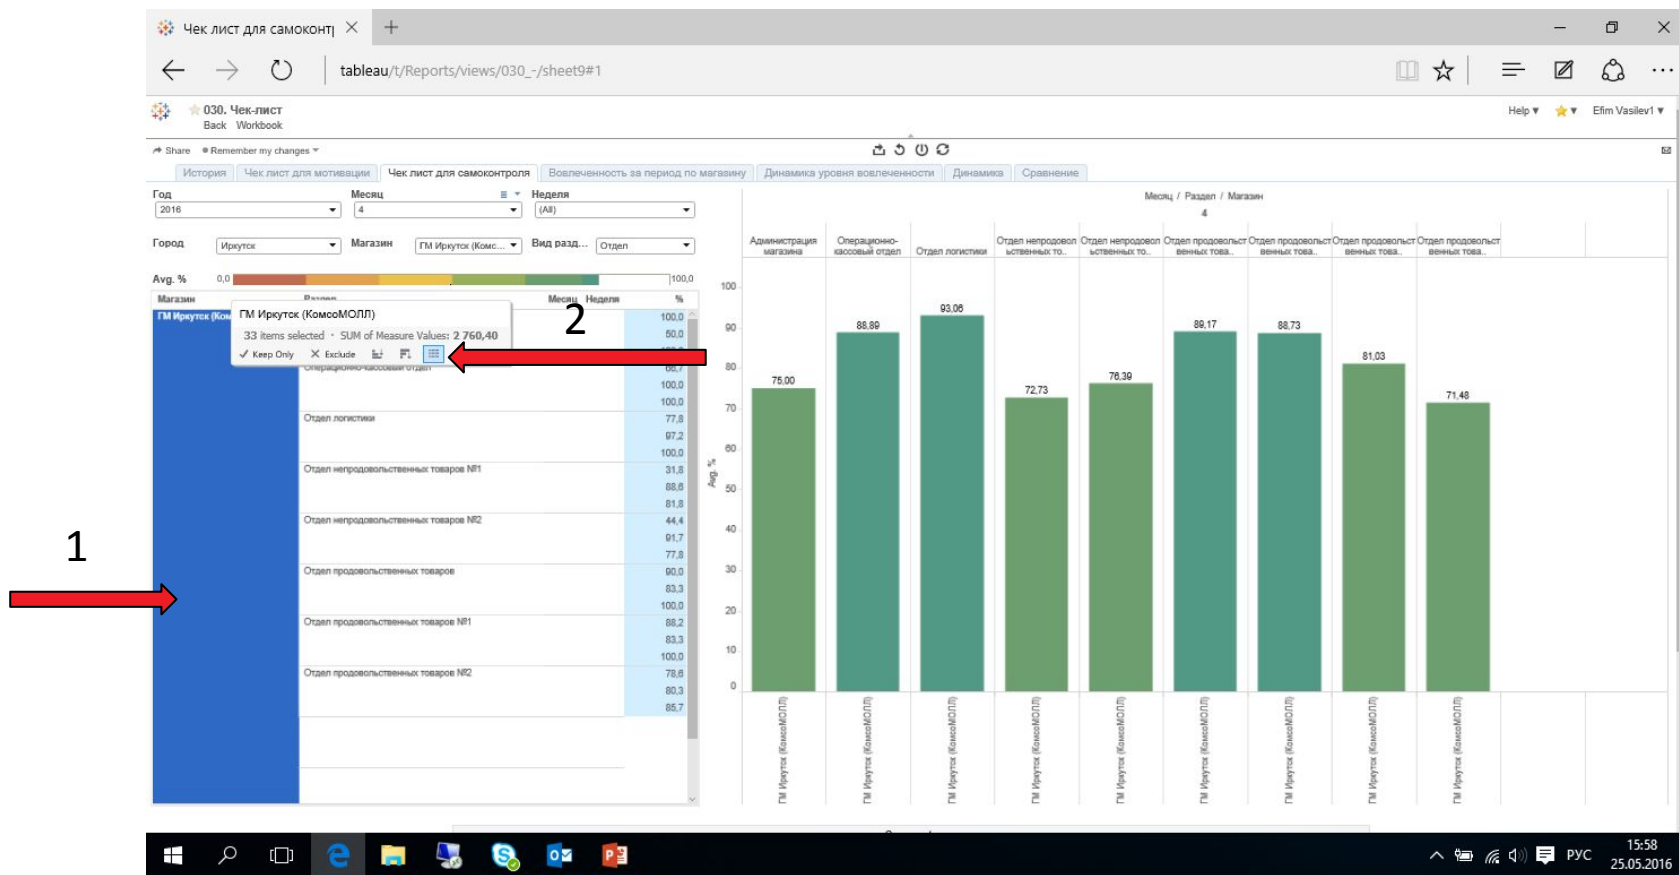 Чек лист для самоконт
tableau/t/Reports/views/030_-/sheet9#1
030. Чек-лист
Back Workbook
Help
Efim Vasilev1
Share Remember my changes
История Чек лист для мотивации Чек лист для самоконтроля Вовлеченность за период по магазину Динамика уровня вовлеченности Динамика Сравнение
Год Месяц Неделя
2016 4 (All)
Город Иркутск Магазин ГМ Иркутск (Комс... Вид разд... Отдел
Avg. % 0,0 100,0
Магазин Раздел Месяц Неделя %
ГМ Иркутск (Ком
ГМ Иркутск (КомсоМОЛЛ)
33 items selected · SUM of Measure Values: 2 760,40
Keep Only Exclude
2
1
100,0
50,0
Операционно-кассовый отдел 66,7
100,0
100,0
Отдел логистики 77,8
97,2
100,0
Отдел непродовольственных товаров №1 31,8
88,6
81,8
Отдел непродовольственных товаров №2 44,4
91,7
77,8
Отдел продовольственных товаров 90,0
83,3
100,0
Отдел продовольственных товаров №1 88,2
83,3
100,0
Отдел продовольственных товаров №2 78,6
80,3
85,7
Месяц / Раздел / Магазин
4
Администрация магазина
Операционно-кассовый отдел
Отдел логистики
Отдел непродовол ьственных то..
Отдел непродовол ьственных то..
Отдел продовольст венных това..
Отдел продовольст венных това..
Отдел продовольст венных това..
Отдел продовольст венных това..
Avg. %
100
90
80
70
60
50
40
30
20
10
0
75,00
88,89
93,06
72,73
76,39
89,17
88,73
81,03
71,48
ГМ Иркутск (КомсоМОЛЛ)
ГМ Иркутск (КомсоМОЛЛ)
ГМ Иркутск (КомсоМОЛЛ)
ГМ Иркутск (КомсоМОЛЛ)
ГМ Иркутск (КомсоМОЛЛ)
ГМ Иркутск (КомсоМОЛЛ)
ГМ Иркутск (КомсоМОЛЛ)
ГМ Иркутск (КомсоМОЛЛ)
ГМ Иркутск (КомсоМОЛЛ)
РУС
15:58
25.05.2016